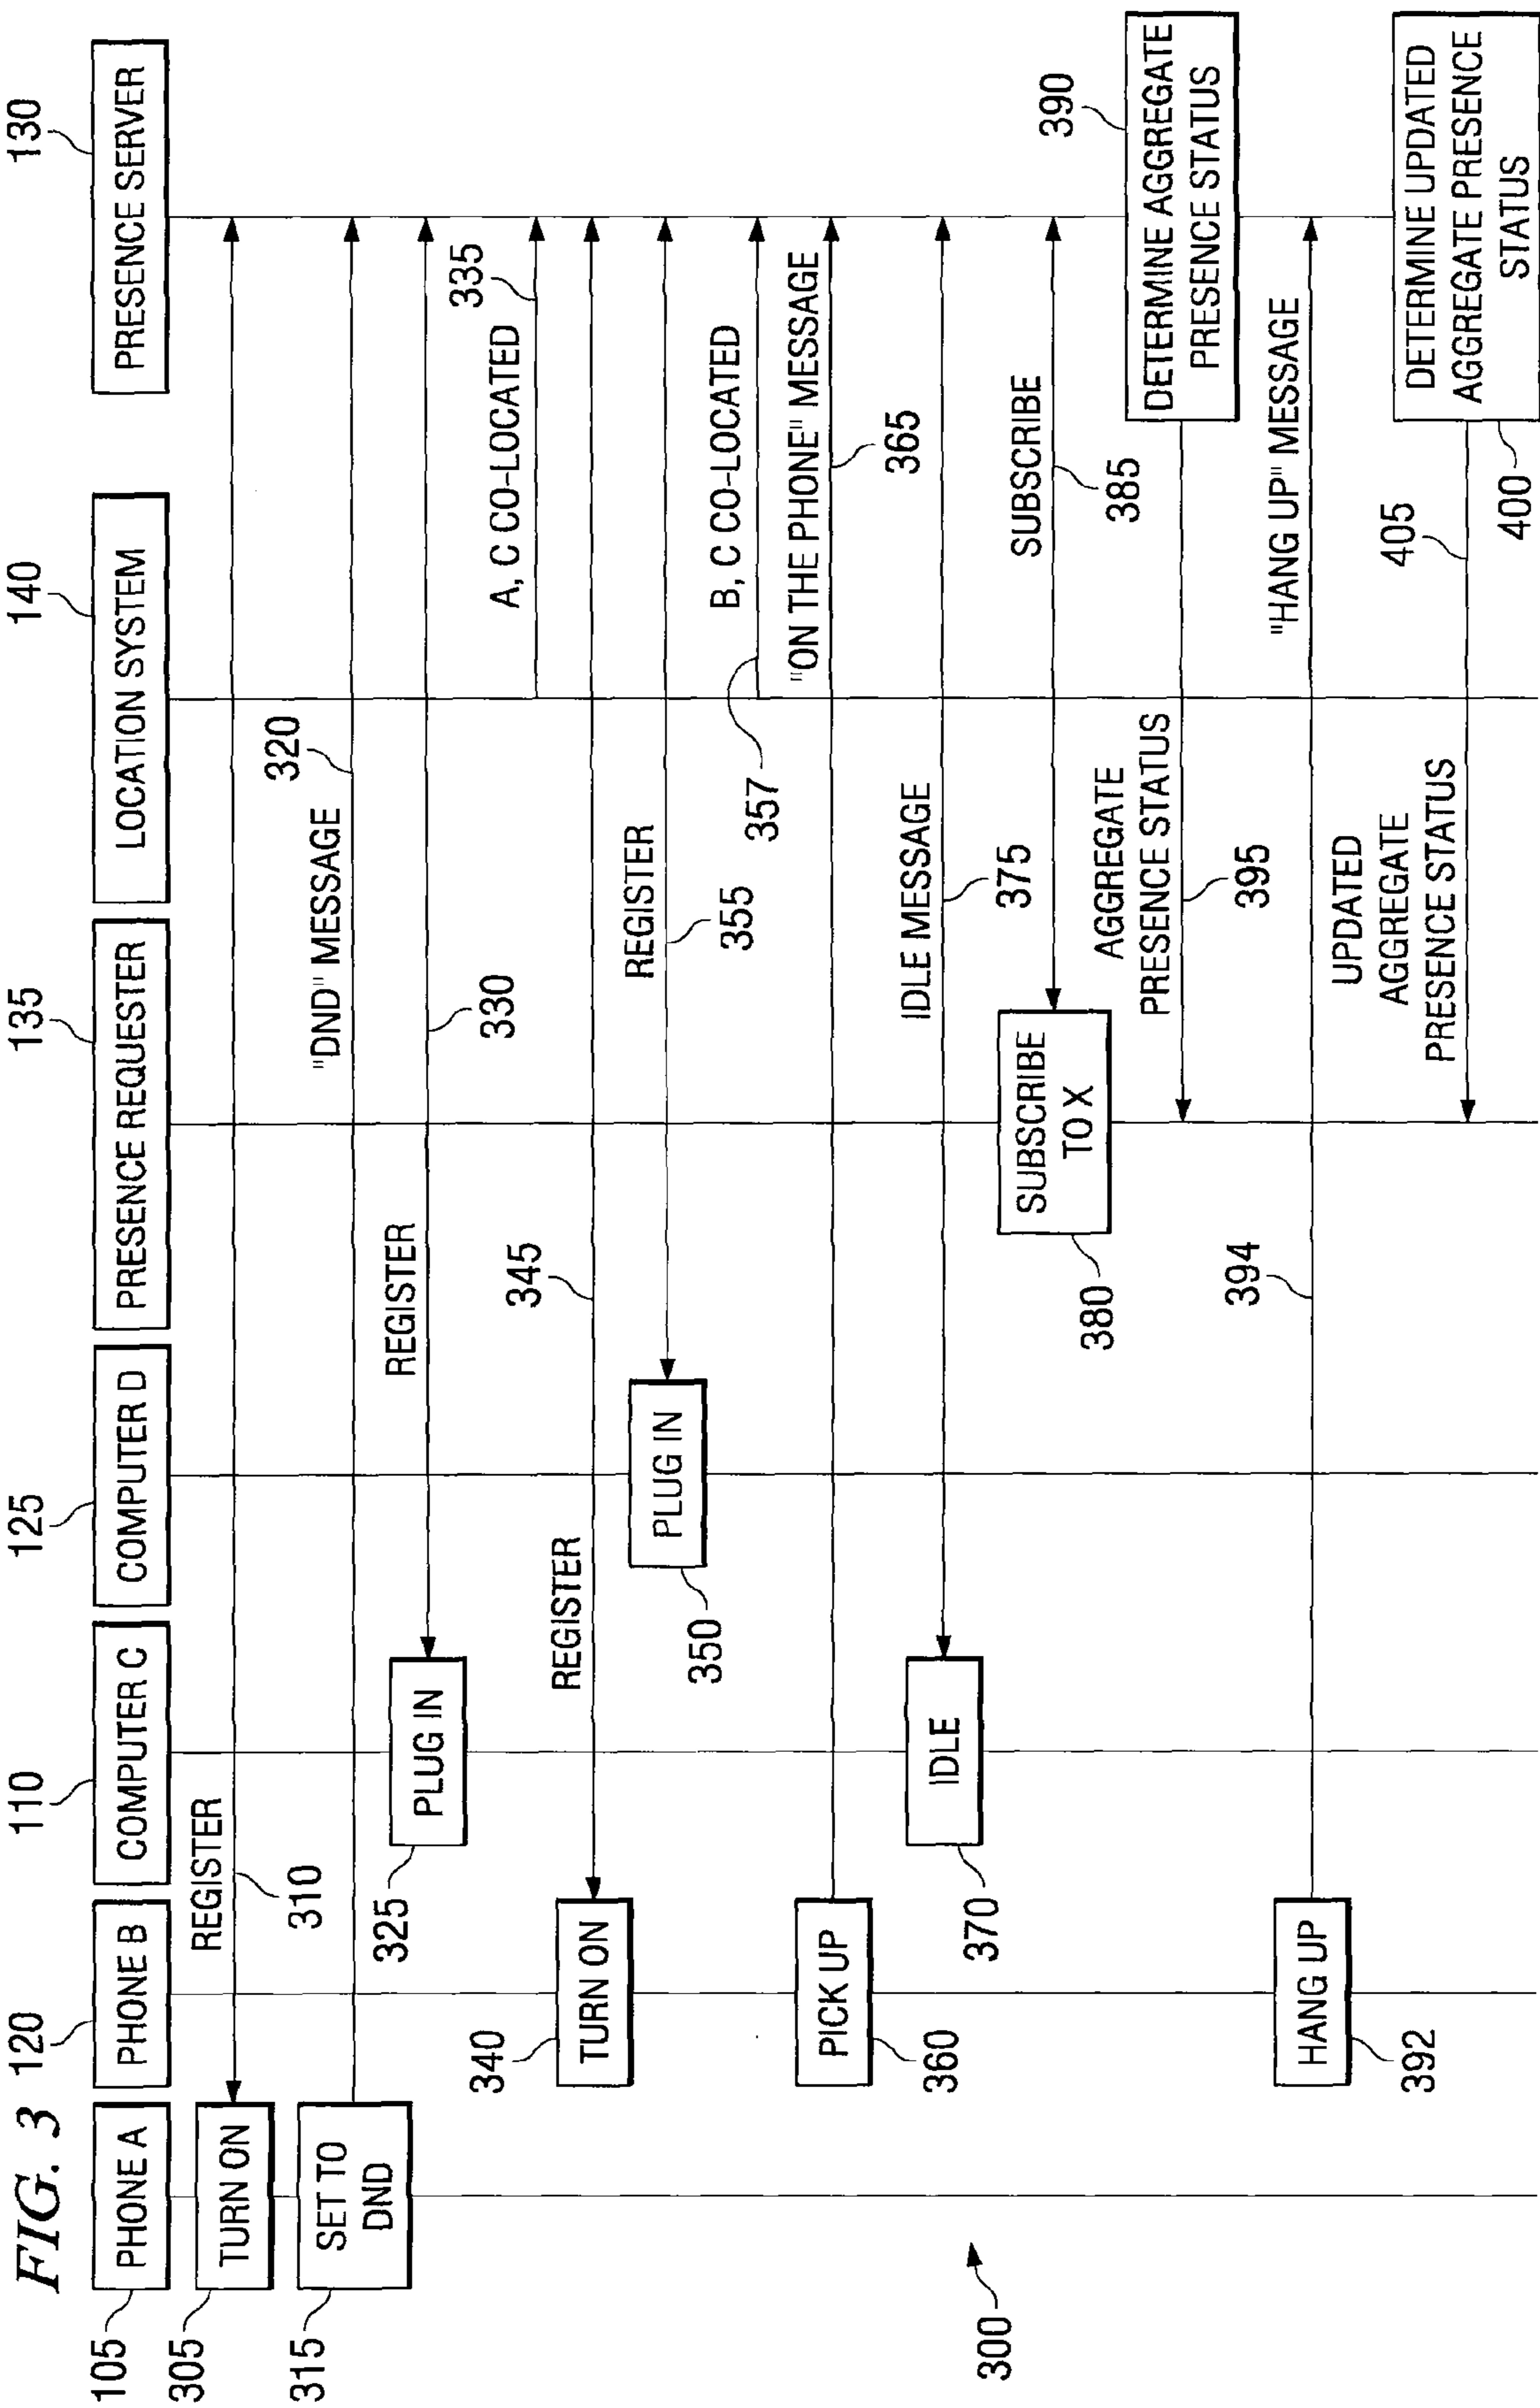 FIG. 3
105
PHONE A
120
PHONE B
110
COMPUTER C
125
COMPUTER D
135
PRESENCE REQUESTER
140
LOCATION SYSTEM
130
PRESENCE SERVER
305
TURN ON
REGISTER
310
315
SET TO
DND
"DND" MESSAGE
320
325
PLUG IN
REGISTER
330
A, C CO-LOCATED
335
340
TURN ON
REGISTER
345
350
PLUG IN
REGISTER
355
357
B, C CO-LOCATED
360
PICK UP
"ON THE PHONE" MESSAGE
365
370
IDLE
IDLE MESSAGE
375
380
SUBSCRIBE
TO X
SUBSCRIBE
385
390
DETERMINE AGGREGATE
PRESENCE STATUS
AGGREGATE
PRESENCE STATUS
395
392
HANG UP
394
"HANG UP" MESSAGE
DETERMINE UPDATED
AGGREGATE PRESENCE
STATUS
400
UPDATED
AGGREGATE
PRESENCE STATUS
405
300